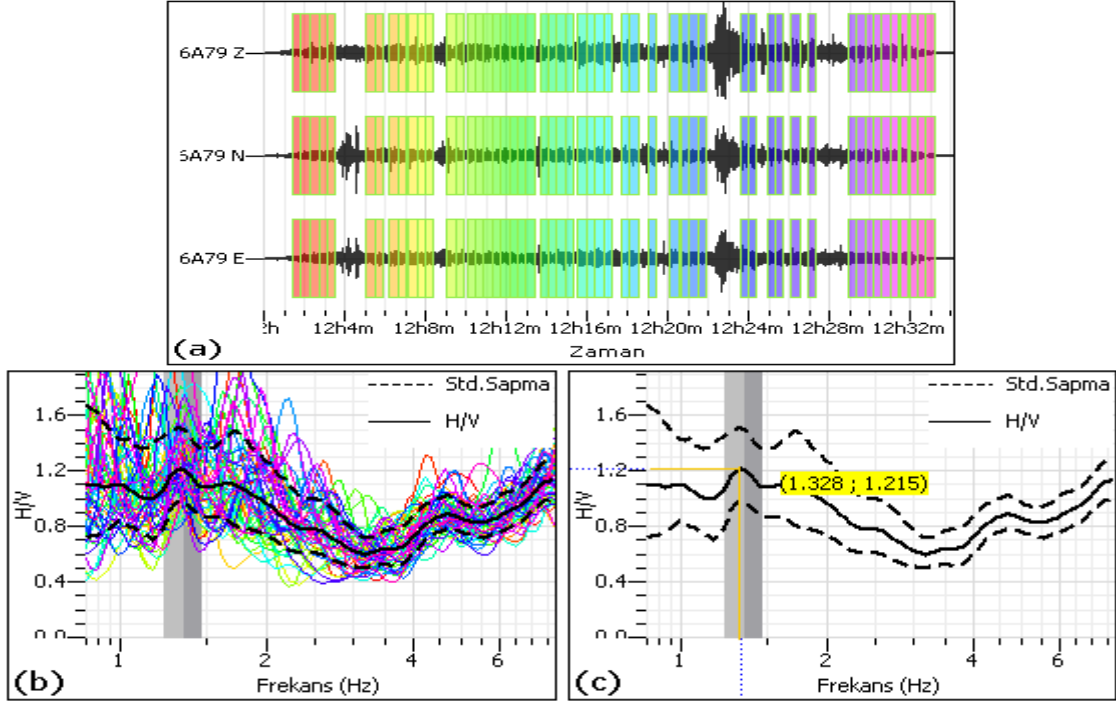 6A79 Z
5A79 N
6A79 E
2h 12h4m 12h8m 12h12m 12h16m 12h20m 12h24m 12h28m 12h32m
(a) Zaman
Std.Sapma
H/V
1.6
1.2
0.8
0.4
0.0
H/V
1 2 4 6
(b) Frekans (Hz)
Std.Sapma
H/V
1.6
1.2
(1.328 ; 1.215)
0.8
0.4
0.0
H/V
1 2 4 6
(c) Frekans (Hz)